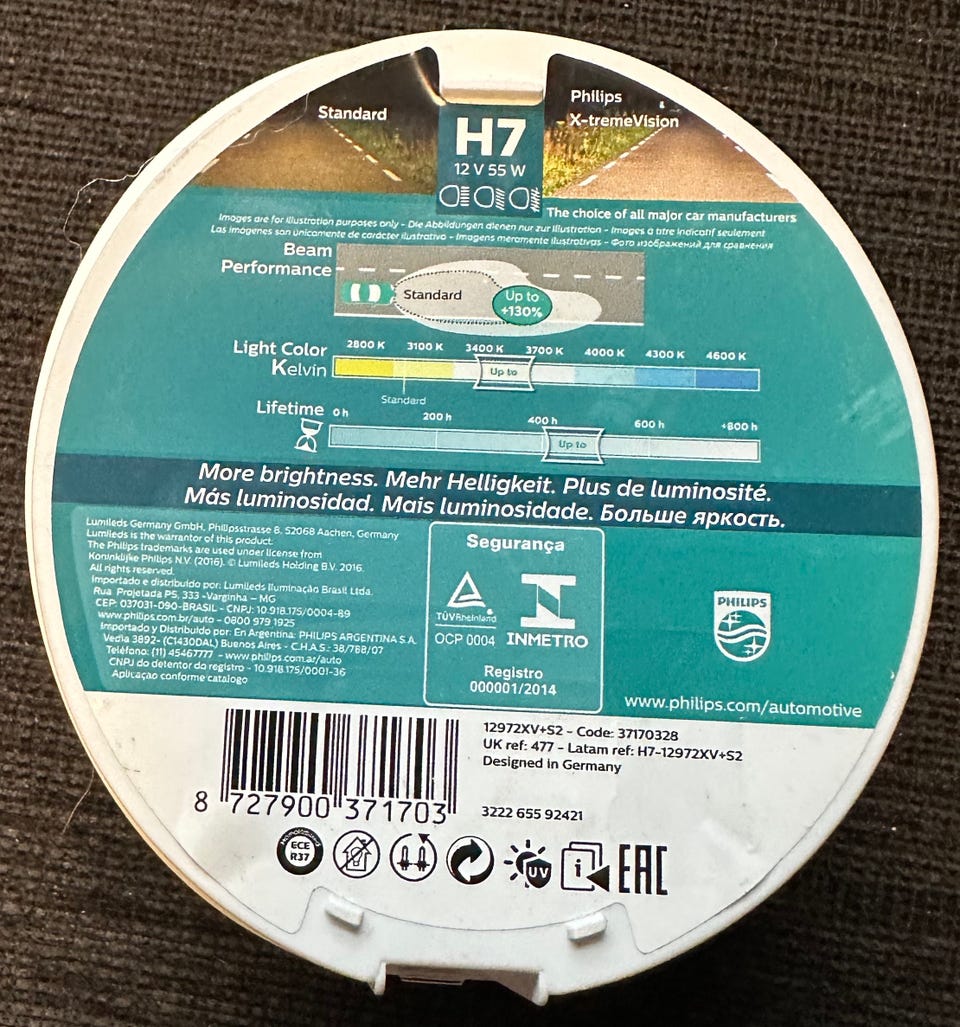 Standard
H7
12 V 55 W
Philips
X-tremeVision
The choice of all major car manufacturers
Images are for illustration purposes only - Die Abbildungen dienen nur zur Illustration - Images à titre indicatif seulement
Las imágenes son únicamente de carácter ilustrativo - Imagens meramente ilustrativas - Фото изображений для сравнения
Beam
Performance
Standard
Up to
+130%
Light Color
Kelvin
2800 K 3100 K 3400 K 3700 K 4000 K 4300 K 4600 K
Up to
Standard
Lifetime
0 h 200 h 400 h 600 h +800 h
Up to
More brightness. Mehr Helligkeit. Plus de luminosité.
Más luminosidad. Mais luminosidade. Больше яркость.
Lumileds Germany GmbH, Philipsstrasse 8, 52068 Aachen, Germany
Lumileds is the warrantor of this product.
The Philips trademarks are used under license from
Koninklijke Philips N.V. (2016). © Lumileds Holding B.V. 2016.
All rights reserved.
Importado e distribuido por: Lumileds Iluminação Brasil Ltda.
Rua Projetada P5, 333 -Varginha – MG
CEP: 037031-090-BRASIL - CNPJ: 10.918.175/0004-89
www.philips.com.br/auto - 0800 979 1925
Importado y Distribuido por: En Argentina: PHILIPS ARGENTINA S.A.
Vedia 3892- (C1430DAL) Buenos Aires - C.H.A.S.: 38/788/07
Teléfono: (11) 45467777 - www.philips.com.ar/auto
CNPJ do detentor do registro - 10.918.175/0001-36
Aplicaçao conforme catalogo
Segurança
TÜVRheinland
OCP 0004 INMETRO
Registro
000001/2014
PHILIPS
www.philips.com/automotive
8 727900 371703
12972XV+S2 - Code: 37170328
UK ref: 477 - Latam ref: H7-12972XV+S2
Designed in Germany
3222 655 92421
Homologated
ECE
R37
UV
i
EAC